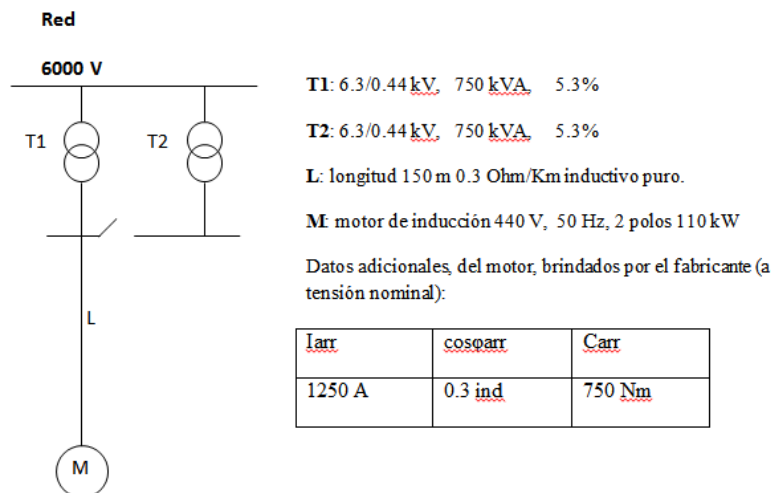 Red
6000 V
T1
T2
L
M
T1: 6.3/0.44 kV, 750 kVA, 5.3%
T2: 6.3/0.44 kV, 750 kVA, 5.3%
L: longitud 150 m 0.3 Ohm/Km inductivo puro.
M: motor de inducción 440 V, 50 Hz, 2 polos 110 kW
Datos adicionales, del motor, brindados por el fabricante (a
tensión nominal):
Iarr cosφarr Carr
1250 A 0.3 ind 750 Nm